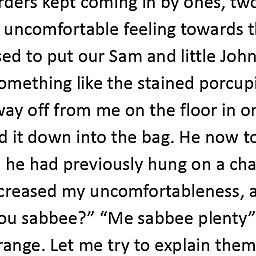 rders kept coming in by ones, two
uncomfortable feeling towards th
sed to put our Sam and little John
omething like the stained porcupi
way off from me on the floor in or
d it down into the bag. He now to
he had previously hung on a cha
creased my uncomfortableness, a
ou sabbee?” “Me sabbee plenty”
range. Let me try to explain them